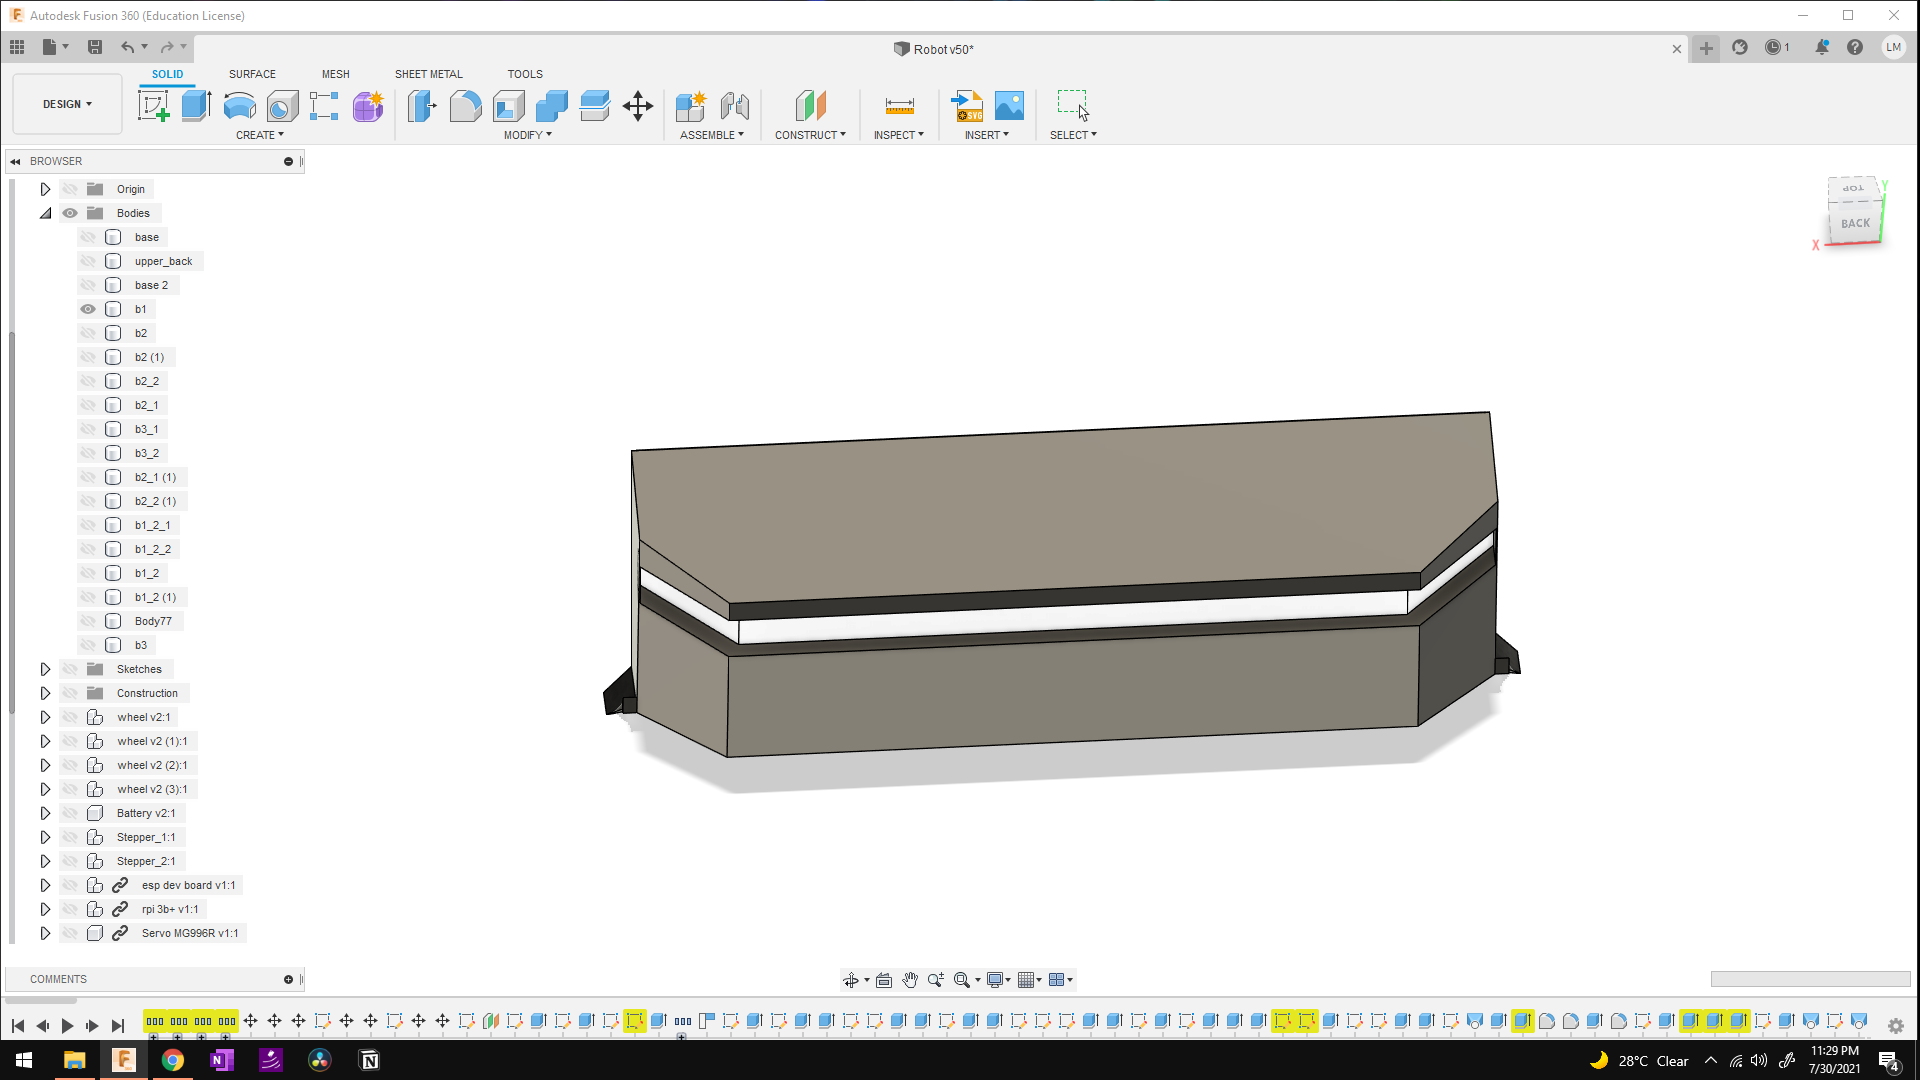 Autodesk Fusion 360 (Education License)
Robot v50*
1
LM
DESIGN
SOLID
SURFACE
MESH
SHEET METAL
TOOLS
CREATE
MODIFY
ASSEMBLE
CONSTRUCT
INSPECT
INSERT
SELECT
SVG
BROWSER
Origin
Bodies
base
upper_back
base 2
b1
b2
b2 (1)
b2_2
b2_1
b3_1
b3_2
b2_1 (1)
b2_2 (1)
b1_2_1
b1_2_2
b1_2
b1_2 (1)
Body77
b3
Sketches
Construction
wheel v2:1
wheel v2 (1):1
wheel v2 (2):1
wheel v2 (3):1
Battery v2:1
Stepper_1:1
Stepper_2:1
esp dev board v1:1
rpi 3b+ v1:1
Servo MG996R v1:1
COMMENTS
TOP
BACK
X
Y
28°C Clear
11:29 PM
7/30/2021
4